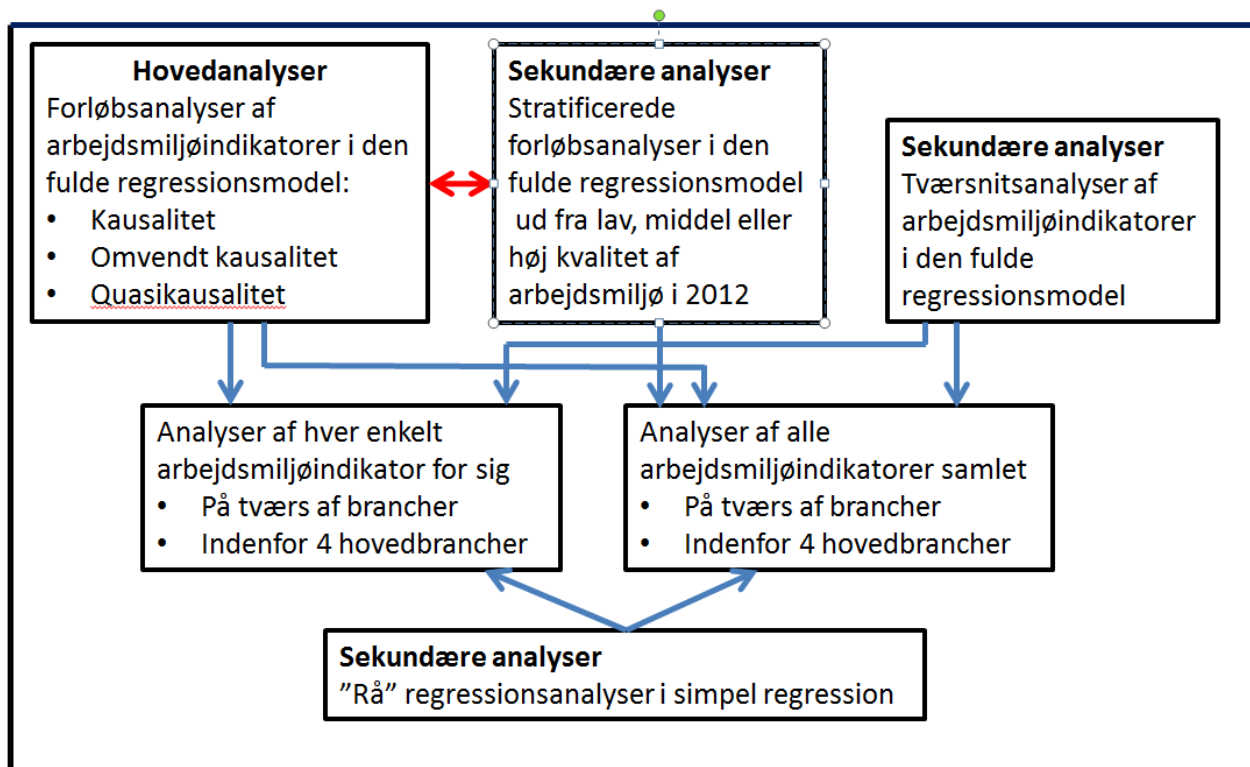 Hovedanalyser
Forløbsanalyser af
arbejdsmiljøindikatorer i den
fulde regressionsmodel:
• Kausalitet
• Omvendt kausalitet
• Quasikausalitet
Sekundære analyser
Stratificerede
forløbsanalyser i den
fulde regressionsmodel
ud fra lav, middel eller
høj kvalitet af
arbejdsmiljø i 2012
Sekundære analyser
Tværsnitsanalyser af
arbejdsmiljøindikatorer
i den fulde
regressionsmodel
Analyser af hver enkelt
arbejdsmiljøindikator for sig
• På tværs af brancher
• Indenfor 4 hovedbrancher
Analyser af alle
arbejdsmiljøindikatorer samlet
• På tværs af brancher
• Indenfor 4 hovedbrancher
Sekundære analyser
”Rå” regressionsanalyser i simpel regression